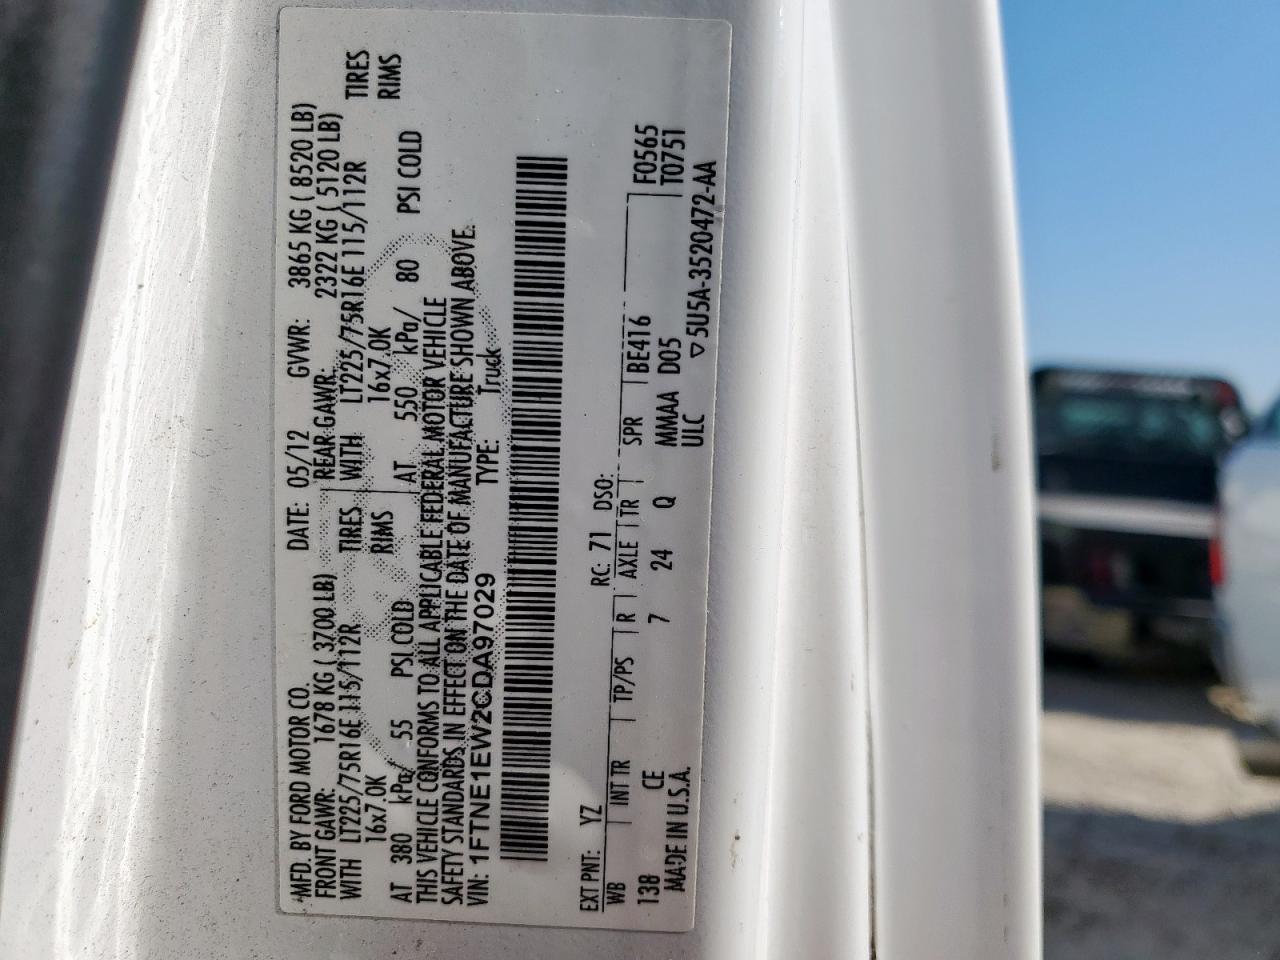 MFD. BY FORD MOTOR CO. DATE: 05/12 GVWR: 3865 KG ( 8520 LB)
FRONT GAWR: 1678 KG ( 3700 LB) REAR GAWR: 2322 KG ( 5120 LB)
WITH LT225/75R16E 115/112R TIRES WITH LT225/75R16E 115/112R TIRES
16x7.0K RIMS 16x7.0K RIMS
AT 380 kPa/ 55 PSI COLD AT 550 kPa/ 80 PSI COLD
THIS VEHICLE CONFORMS TO ALL APPLICABLE FEDERAL MOTOR VEHICLE
SAFETY STANDARDS IN EFFECT ON THE DATE OF MANUFACTURE SHOWN ABOVE.
VIN: 1FTNE1EW2CDA97029 TYPE: Truck
EXT PNT: YZ RC: 71 DSO:
WB INT TR TP/PS R AXLE TR SPR BE416 F0565
138 CE 7 24 Q MMMAA D05 T0751
MADE IN U.S.A. ULC ▽5U5A-3520472-AA